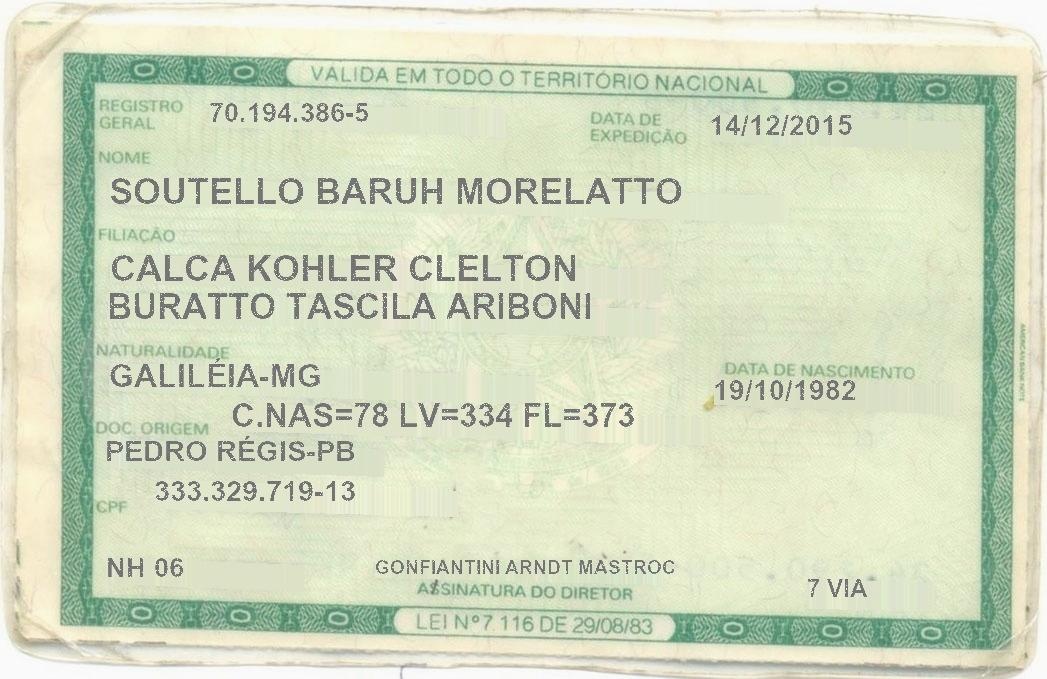 VALIDA EM TODO O TERRITÓRIO NACIONAL
REGISTRO GERAL 70.194.386-5 DATA DE EXPEDIÇÃO 14/12/2015
NOME
SOUTELLO BARUH MORELATTO
FILIAÇÃO
CALCA KOHLER CLELTON
BURATTO TASCILA ARIBONI
NATURALIDADE
GALILÉIA-MG
DATA DE NASCIMENTO
19/10/1982
C.NAS=78 LV=334 FL=373
DOC. ORIGEM
PEDRO RÉGIS-PB
333.329.719-13
CPF
NH 06 GONFIANTINI ARNDT MASTROC
ASSINATURA DO DIRETOR 7 VIA
LEI Nº 7.116 DE 29/08/83